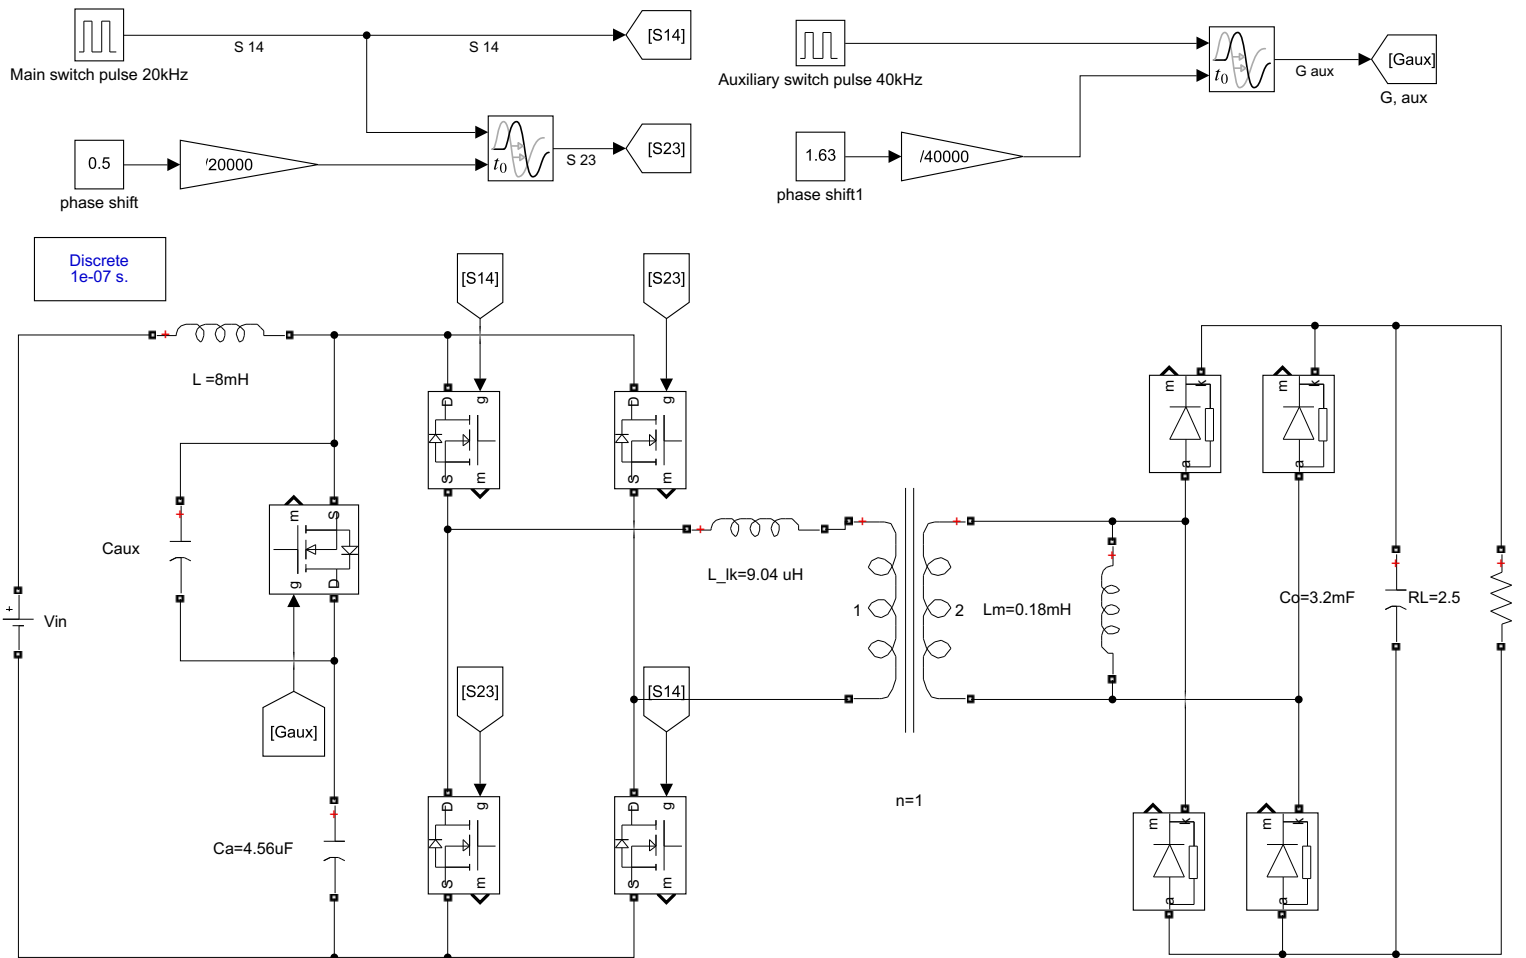 S 14
S 14
[S14]
Main switch pulse 20kHz
Auxiliary switch pulse 40kHz
t0
G aux
[Gaux]
G, aux
0.5
/20000
t0
S 23
[S23]
phase shift
1.63
/40000
phase shift1
Discrete
1e-07 s.
[S14]
[S23]
+
L =8mH
D
g
S
m
D
g
S
m
m
k
a
m
k
a
+
Caux
m
S
g
D
+
L_lk=9.04 uH
+
+
1
2
+
Lm=0.18mH
+
Co=3.2mF
+
RL=2.5
+
Vin
[Gaux]
[S23]
[S14]
n=1
+
Ca=4.56uF
D
g
S
m
D
g
S
m
m
k
a
m
k
a